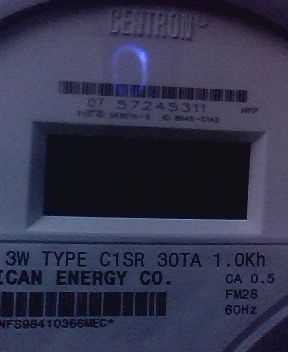 CENTRON
07 57245311
3W TYPE C1SR 30TA 1.0Kh
ICAN ENERGY CO.
CA 0.5
FM2S
60Hz
NFS98410366MEC*